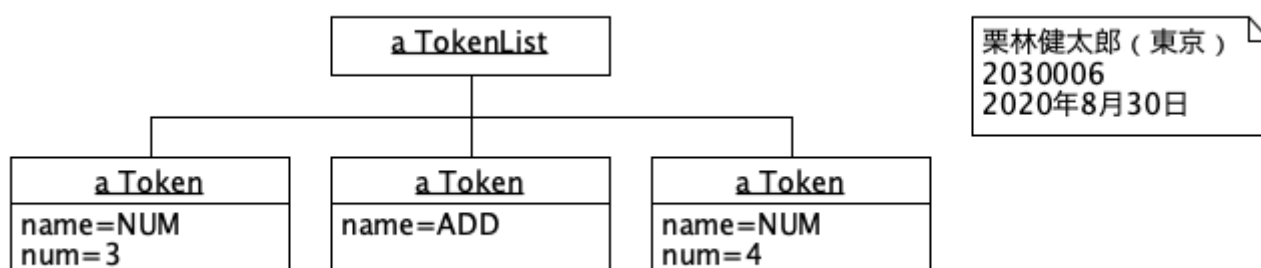 a TokenList
栗林健太郎（東京）
2030006
2020年8月30日
a Token
name=NUM
num=3
a Token
name=ADD
a Token
name=NUM
num=4